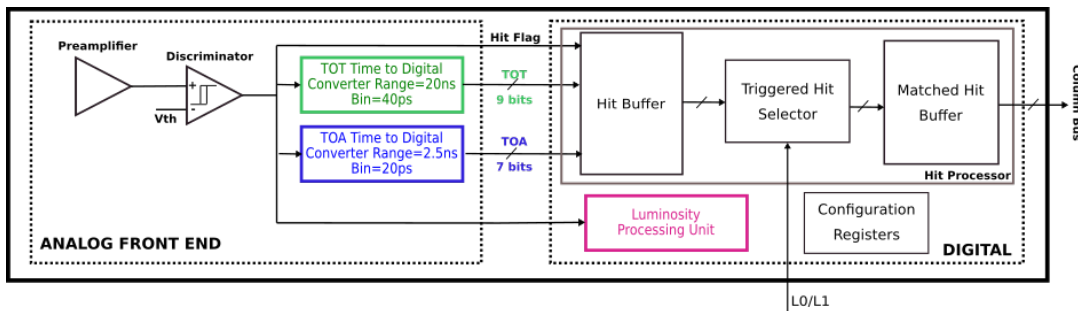 Preamplifier
Discriminator
+
-
Vth
TOT Time to Digital
Converter Range=20ns
Bin=40ps
TOA Time to Digital
Converter Range=2.5ns
Bin=20ps
ANALOG FRONT END
Hit Flag
TOT
9 bits
TOA
7 bits
Hit Buffer
Triggered Hit
Selector
Matched Hit
Buffer
Hit Processor
Luminosity
Processing Unit
Configuration
Registers
DIGITAL
L0/L1
Column Bus